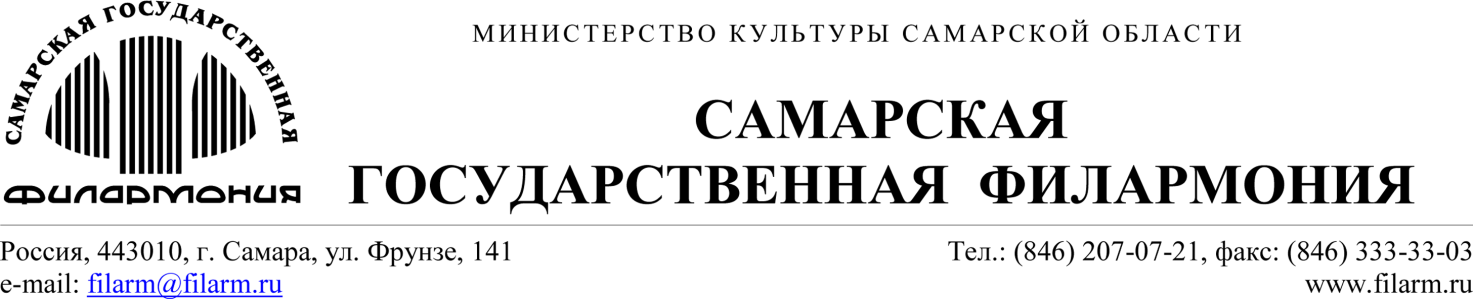 САМАРСКАЯ ГОСУДАРСТВЕННАЯ
ФИЛАРМОНИЯ
МИНИСТЕРСТВО КУЛЬТУРЫ САМАРСКОЙ ОБЛАСТИ
САМАРСКАЯ
ГОСУДАРСТВЕННАЯ ФИЛАРМОНИЯ
Россия, 443010, г. Самара, ул. Фрунзе, 141
Тел.: (846) 207-07-21, факс: (846) 333-33-03
e-mail: filarm@filarm.ru
www.filarm.ru